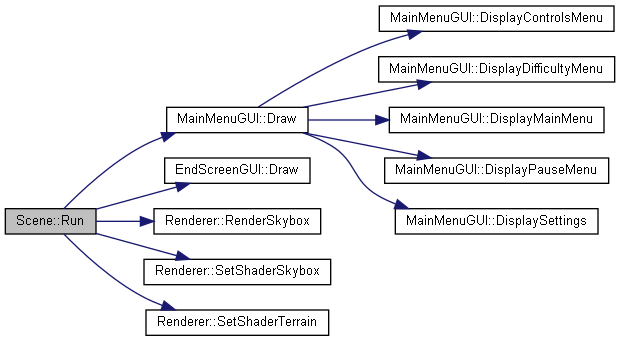 MainMenuGUI::DisplayControlsMenu
MainMenuGUI::DisplayDifficultyMenu
MainMenuGUI::Draw
MainMenuGUI::DisplayMainMenu
EndScreenGUI::Draw
MainMenuGUI::DisplayPauseMenu
Scene::Run
Renderer::RenderSkybox
MainMenuGUI::DisplaySettings
Renderer::SetShaderSkybox
Renderer::SetShaderTerrain